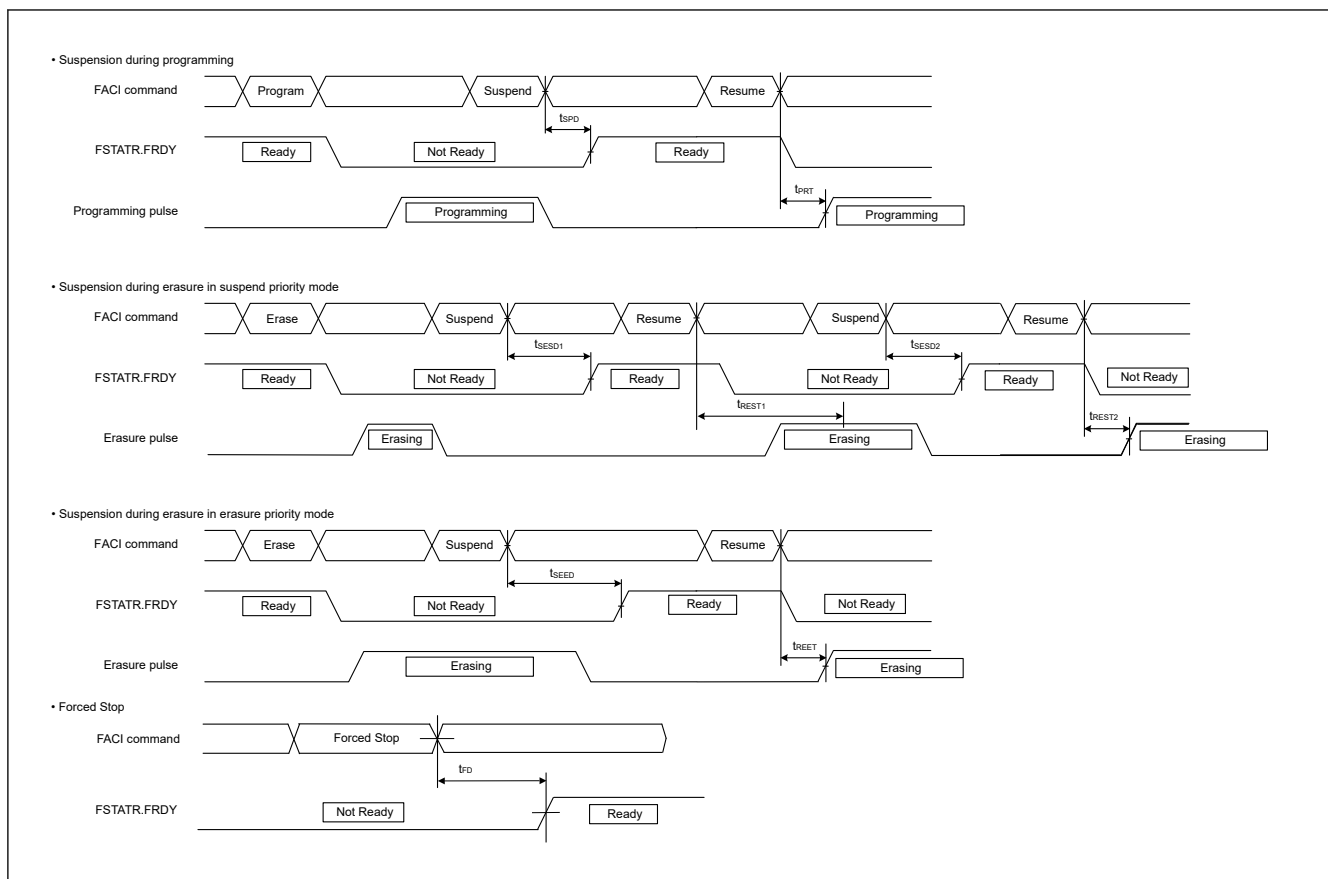 • Suspension during programming
FACI command Program Suspend Resume
tSPD
FSTATR.FRDY Ready Not Ready Ready
tPRT
Programming pulse Programming Programming
• Suspension during erasure in suspend priority mode
FACI command Erase Suspend Resume Suspend Resume
tSESD1 tSESD2
FSTATR.FRDY Ready Not Ready Ready Not Ready Ready Not Ready
tREST1 tREST2
Erasure pulse Erasing Erasing Erasing
• Suspension during erasure in erasure priority mode
FACI command Erase Suspend Resume
tSEED
FSTATR.FRDY Ready Not Ready Ready Not Ready
tREET
Erasure pulse Erasing Erasing
• Forced Stop
FACI command Forced Stop
tFD
FSTATR.FRDY Not Ready Ready